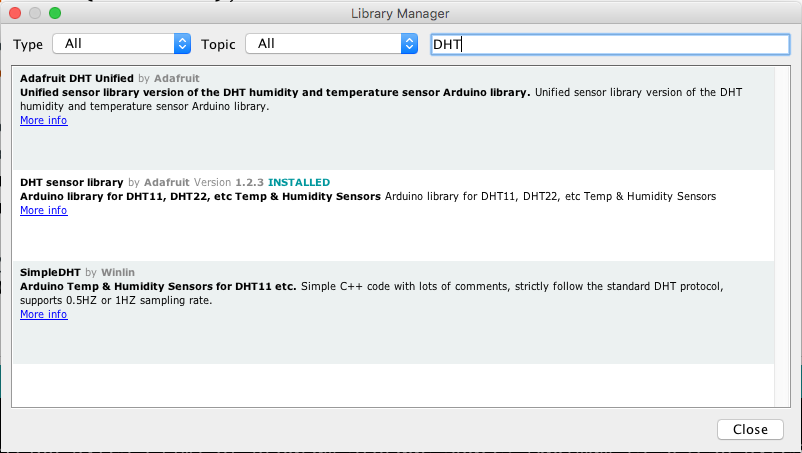 Library Manager
Type All Topic All DHT
Adafruit DHT Unified by Adafruit
Unified sensor library version of the DHT humidity and temperature sensor Arduino library. Unified sensor library version of the DHT
humidity and temperature sensor Arduino library.
More info
DHT sensor library by Adafruit Version 1.2.3 INSTALLED
Arduino library for DHT11, DHT22, etc Temp & Humidity Sensors Arduino library for DHT11, DHT22, etc Temp & Humidity Sensors
More info
SimpleDHT by Winlin
Arduino Temp & Humidity Sensors for DHT11 etc. Simple C++ code with lots of comments, strictly follow the standard DHT protocol,
supports 0.5HZ or 1HZ sampling rate.
More info
Close